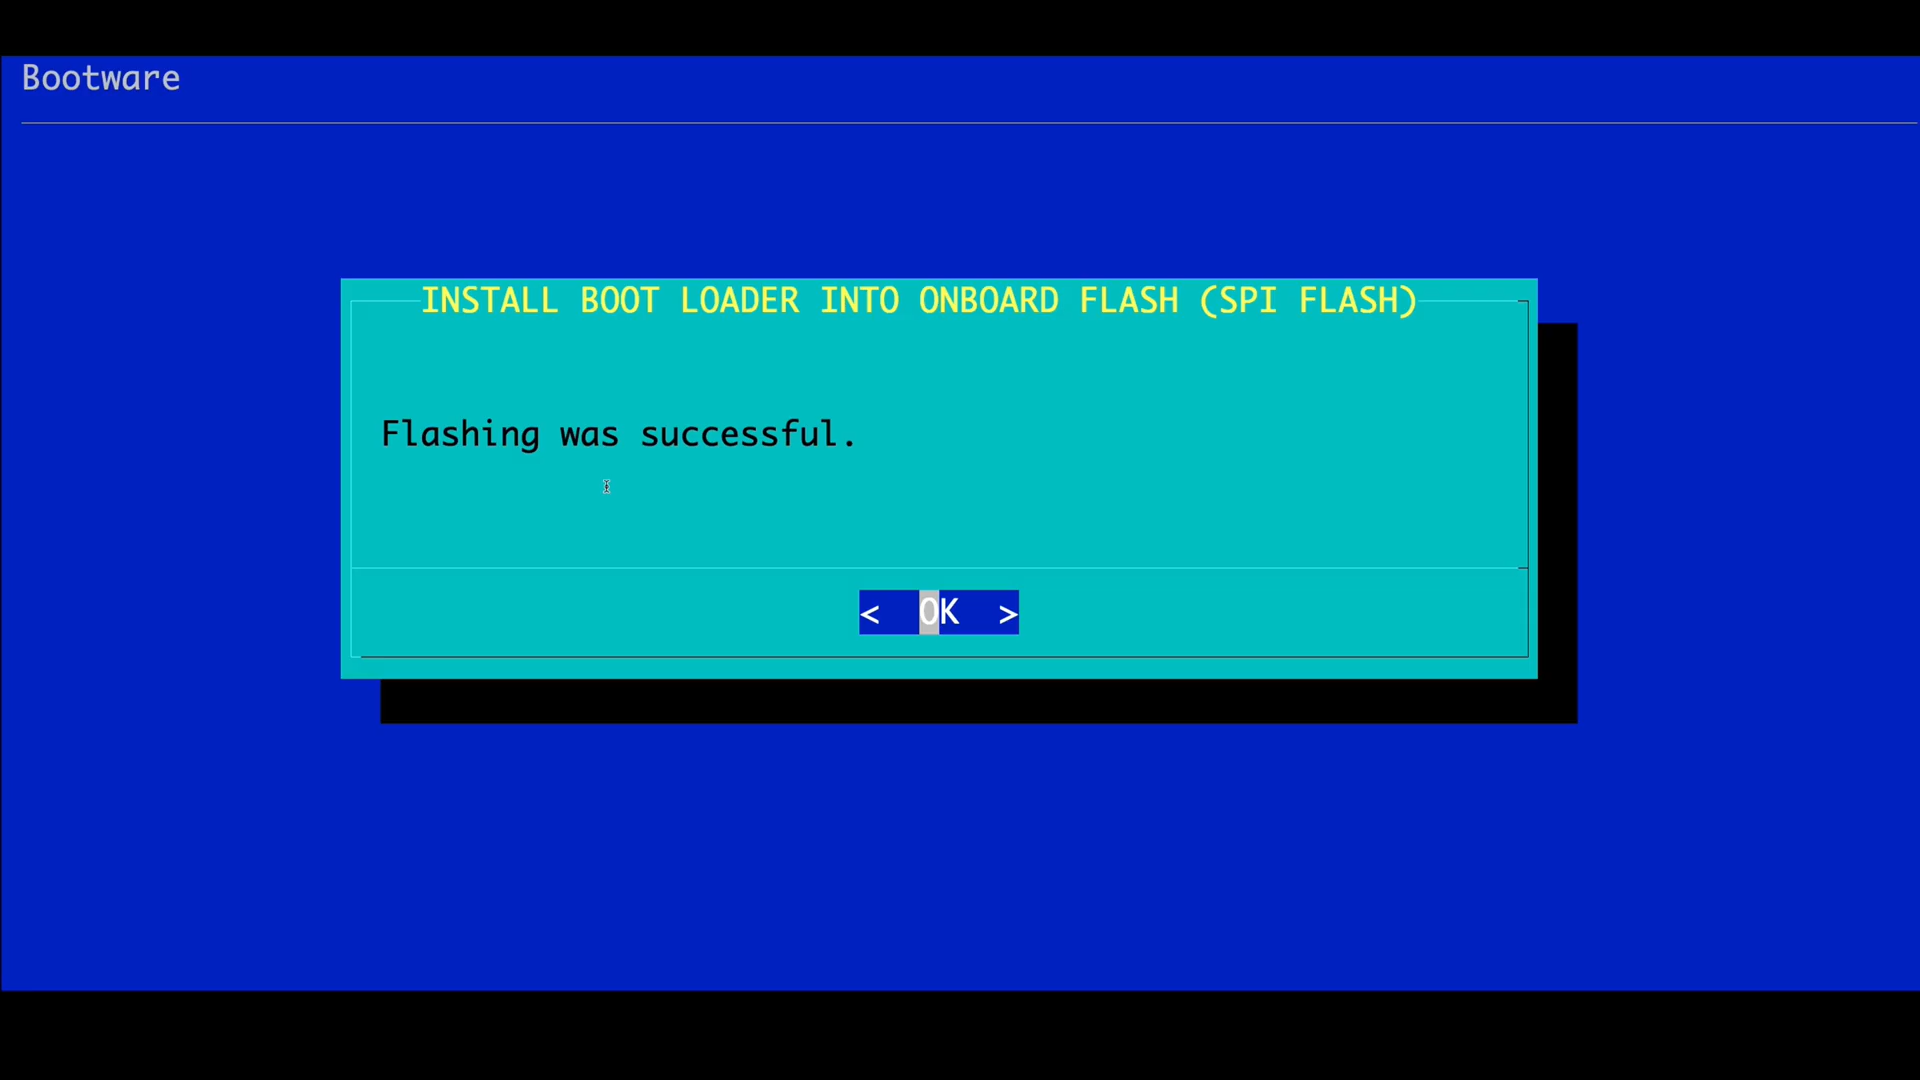 Bootware
INSTALL BOOT LOADER INTO ONBOARD FLASH (SPI FLASH)
Flashing was successful.
<  OK  >